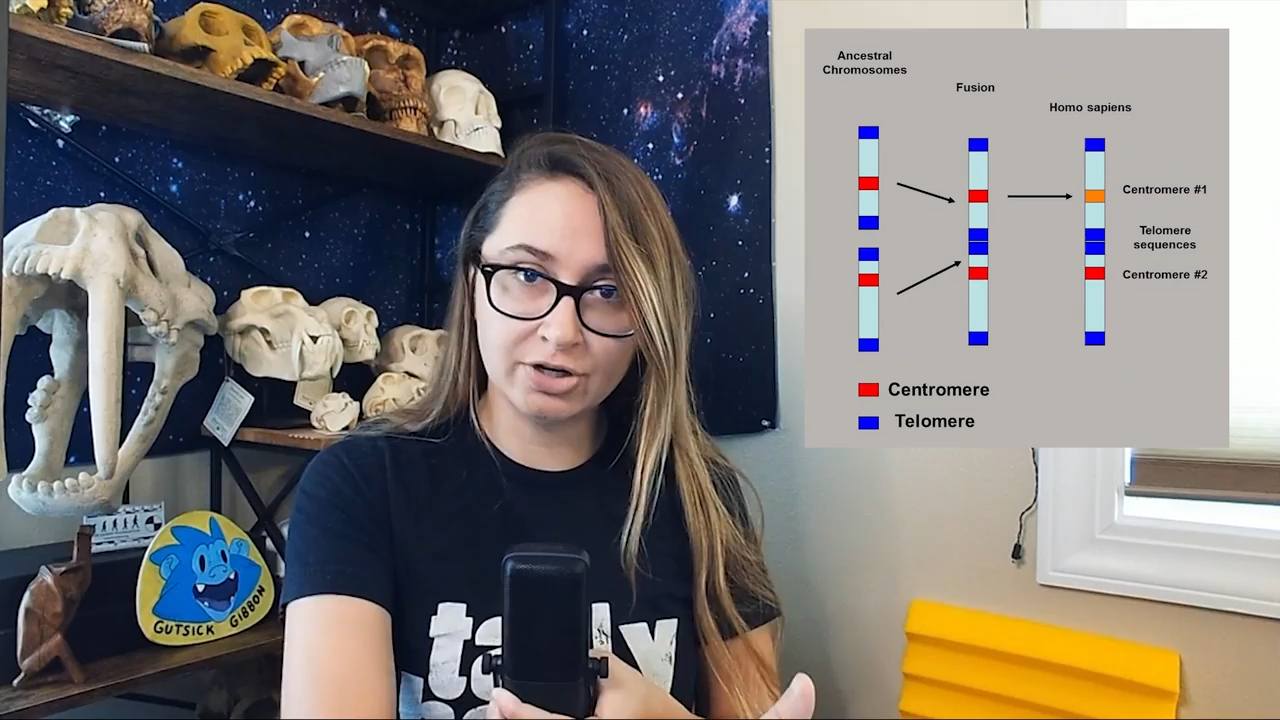 Ancestral
Chromosomes
Fusion
Homo sapiens
Centromere #1
Telomere
sequences
Centromere #2
Centromere
Telomere
GUTSICK GIBBON